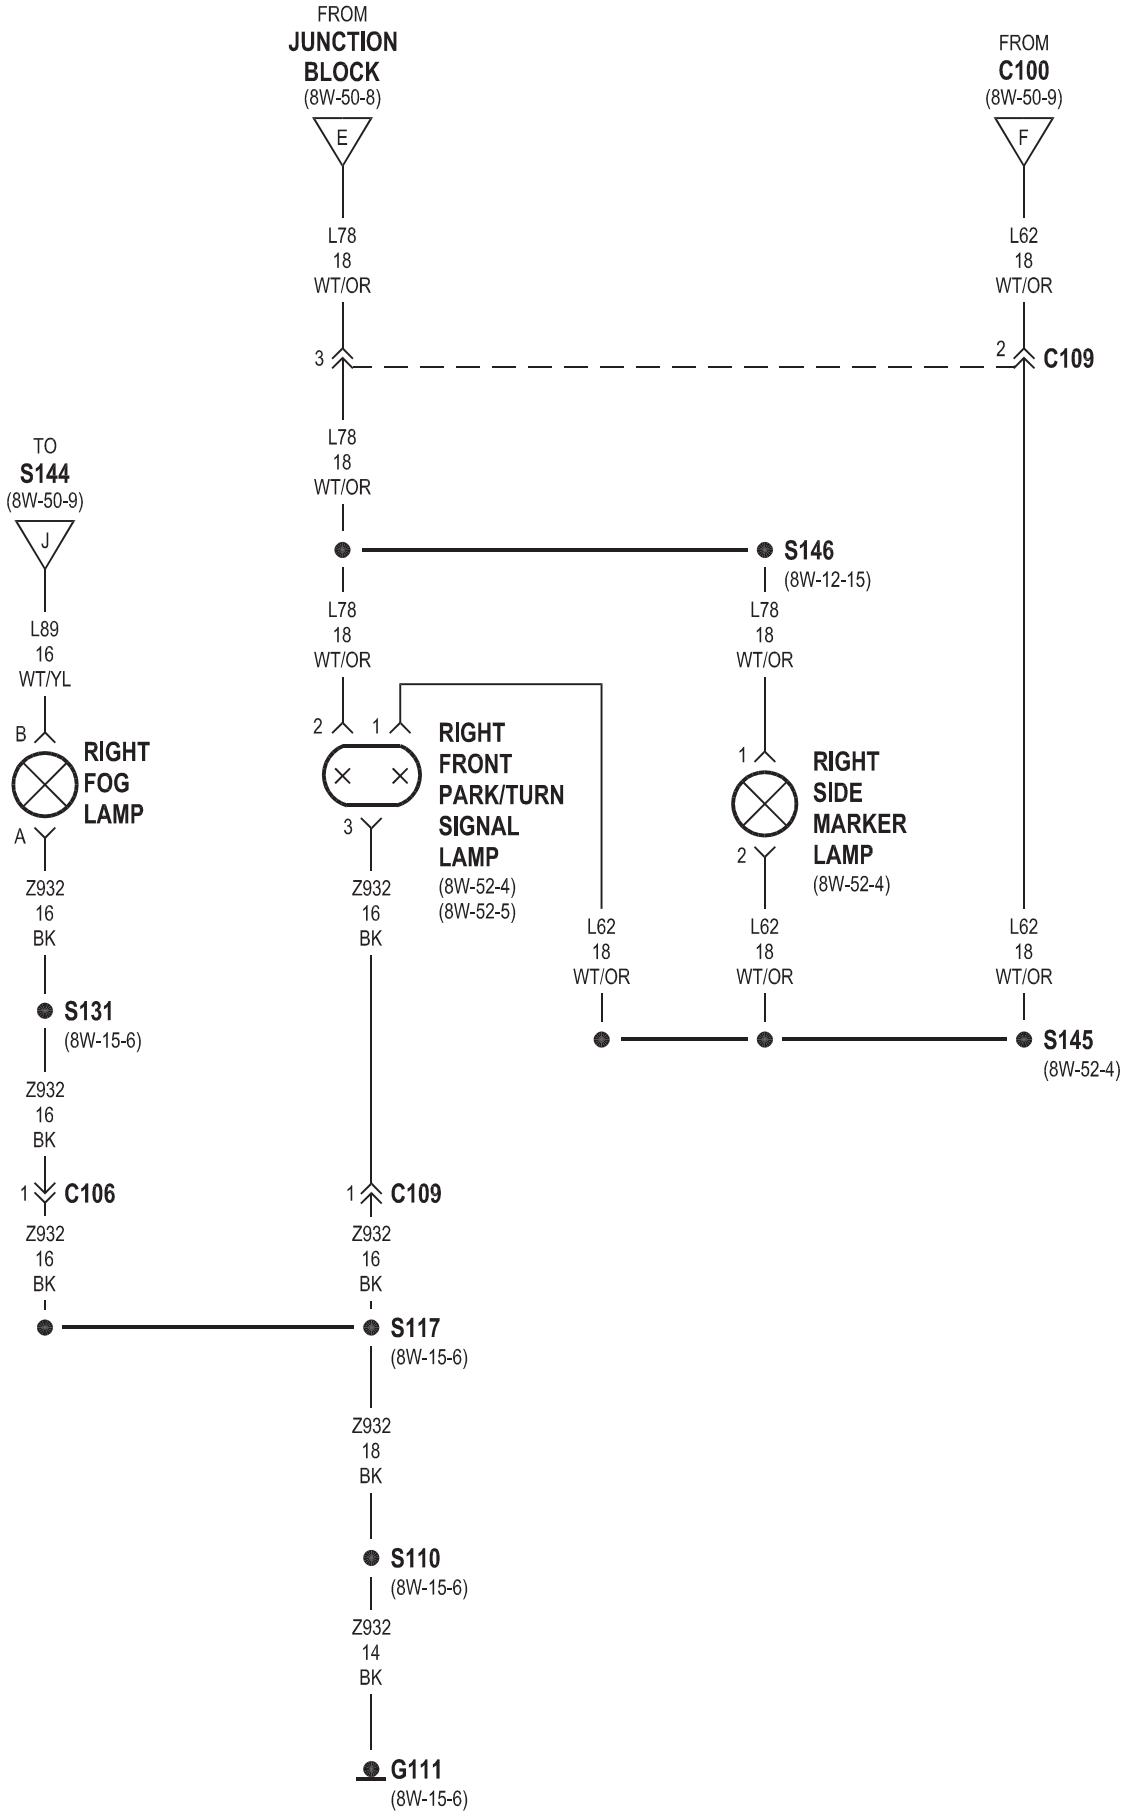 FROM
JUNCTION
BLOCK
(8W-50-8)
E
FROM
C100
(8W-50-9)
F
L78
18
WT/OR
L62
18
WT/OR
3
2
C109
L78
18
WT/OR
TO
S144
(8W-50-9)
J
S146
(8W-12-15)
L89
16
WT/YL
L78
18
WT/OR
L78
18
WT/OR
B
RIGHT
FOG
LAMP
A
2
1
RIGHT
FRONT
PARK/TURN
SIGNAL
LAMP
(8W-52-4)
(8W-52-5)
3
1
RIGHT
SIDE
MARKER
LAMP
(8W-52-4)
2
Z932
16
BK
Z932
16
BK
L62
18
WT/OR
L62
18
WT/OR
L62
18
WT/OR
S131
(8W-15-6)
S145
(8W-52-4)
Z932
16
BK
1
C106
1
C109
Z932
16
BK
Z932
16
BK
S117
(8W-15-6)
Z932
18
BK
S110
(8W-15-6)
Z932
14
BK
G111
(8W-15-6)